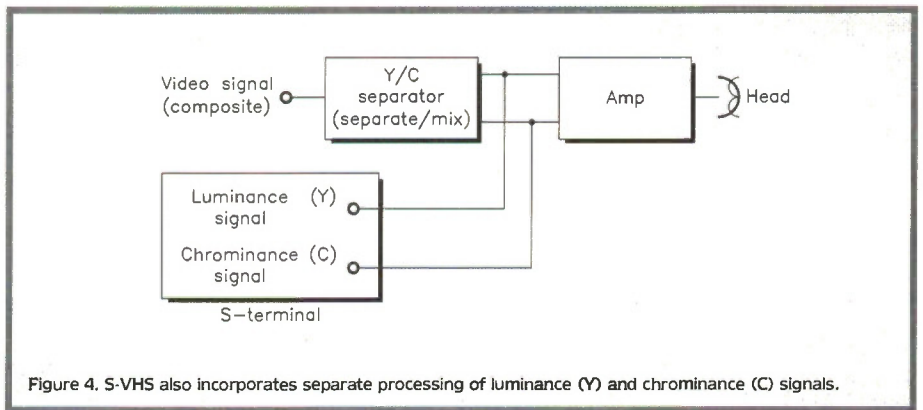 Video signal
(composite)
Y/C
separator
(separate/mix)
Amp
Head
Luminance (Y)
signal
Chrominance (C)
signal
S-terminal
Figure 4. S-VHS also incorporates separate processing of luminance (Y) and chrominance (C) signals.